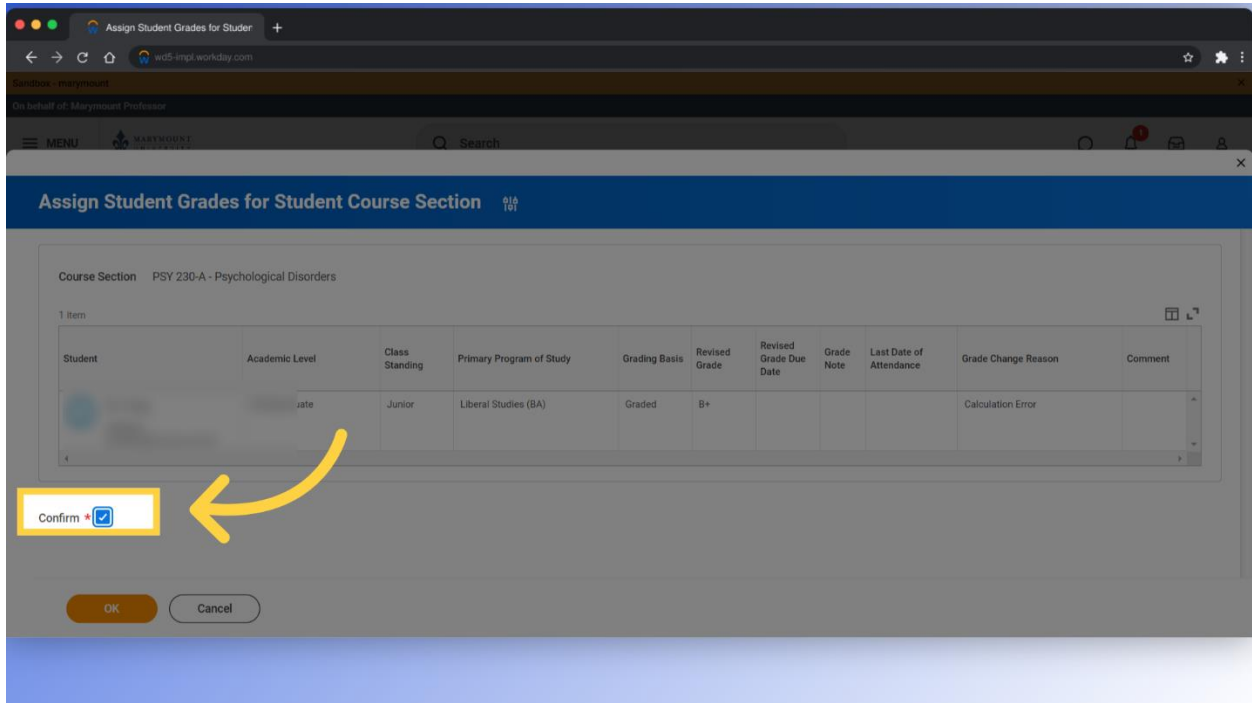 Assign Student Grades for Studer
wd5-impl.workday.com
Sandbox - marymount
On behalf of: Marymount Professor
MENU
MARYMOUNT
Search
1
Assign Student Grades for Student Course Section
Course Section PSY 230-A - Psychological Disorders
1 item
Student Academic Level Class Standing Primary Program of Study Grading Basis Revised Grade Revised Grade Due Date Grade Note Last Date of Attendance Grade Change Reason Comment
uate Junior Liberal Studies (BA) Graded B+ Calculation Error
Confirm *
OK Cancel